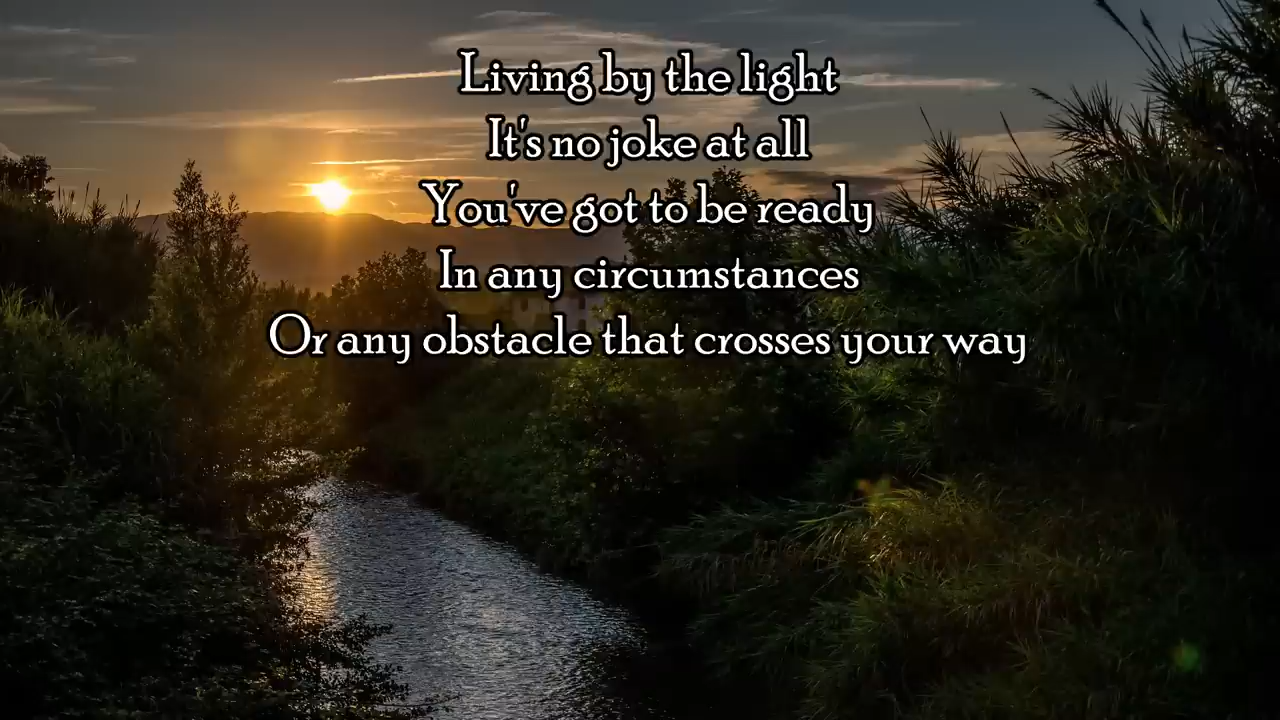 Living by the light
It's no joke at all
You've got to be ready
In any circumstances
Or any obstacle that crosses your way